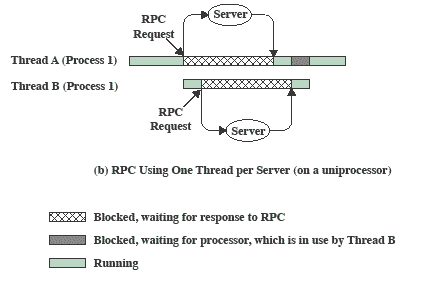 RPC
Request
Server
Thread A (Process 1)
Thread B (Process 1)
RPC
Request
Server
(b) RPC Using One Thread per Server (on a uniprocessor)
Blocked, waiting for response to RPC
Blocked, waiting for processor, which is in use by Thread B
Running